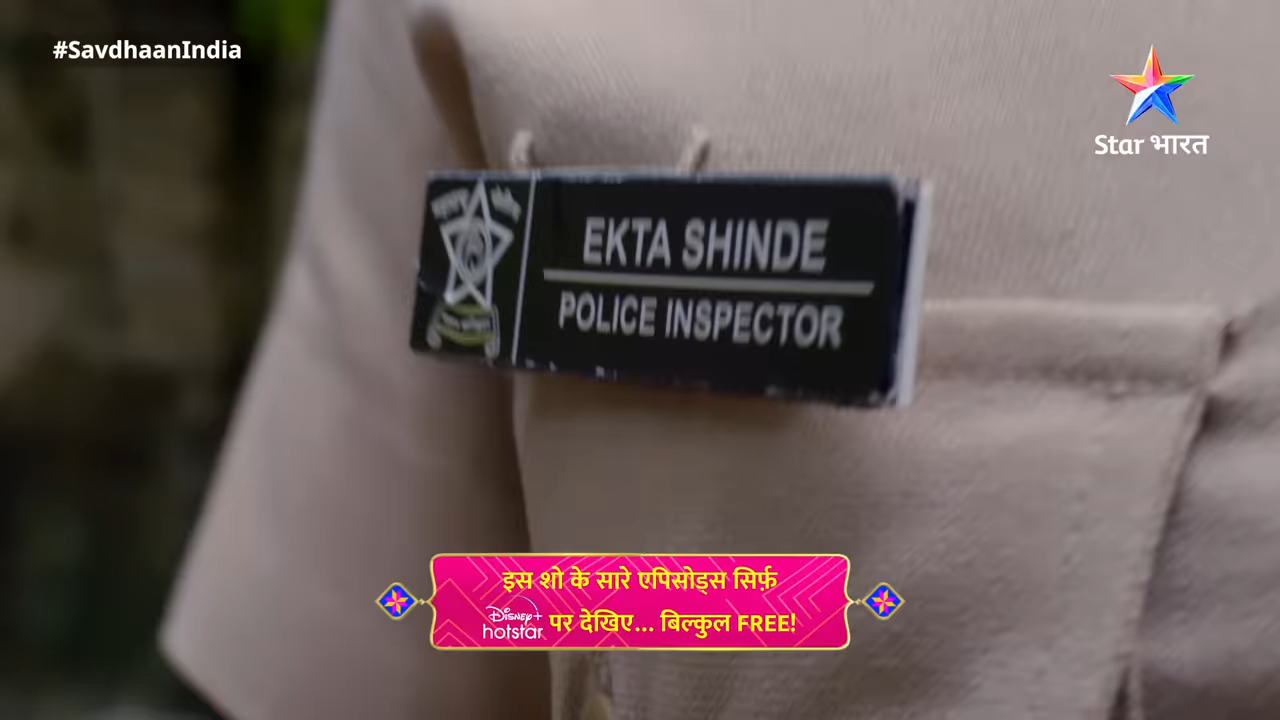 #SavdhaanIndia
Star भारत
EKTA SHINDE
POLICE INSPECTOR
इस शो के सारे एपिसोड्स सिर्फ़
Disney+ hotstar पर देखिए... बिल्कुल FREE!